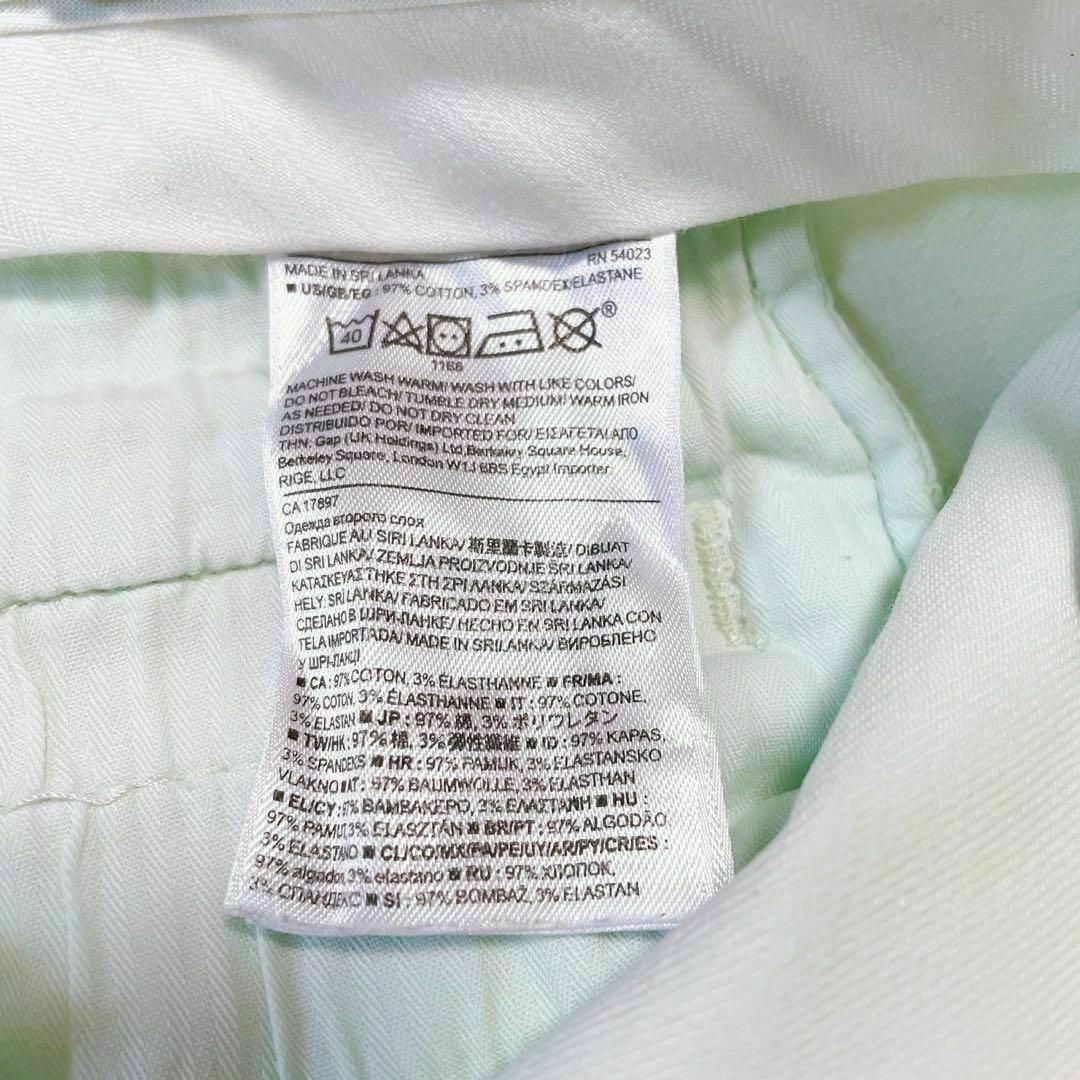 MADE IN SRI LANKA
RN 54023
■ US/GB/EG : 97% COTTON, 3% SPANDEX/ELASTANE
40
®
1166
MACHINE WASH WARM/ WASH WITH LIKE COLORS/
DO NOT BLEACH/ TUMBLE DRY MEDIUM/ WARM IRON
AS NEEDED/ DO NOT DRY CLEAN
DISTRIBUIDO POR/ IMPORTED FOR/ ΕΙΣΑΓΕΤΑΙ ΑΠΟ
THN: Gap (UK Holdings) Ltd,Berkeley Square House,
Berkeley Square, London W1J 6BS Egypt Importer
RIGE, LLC
CA 17897
Одежда второго слоя
FABRIQUE AU SIRI LANKA/ 斯里蘭卡製造/ DIBUAT
DI SRI LANKA/ ZEMLJA PROIZVODNJE SRI LANKA/
ΚΑΤΑΣΚΕΥΑΣΤΗΚΕ ΣΤΗ ΣΡΙ ΛΑΝΚΑ/ SZÁRMAZÁSI
HELY SRI LANKA/ FABRICADO EM SRI LANKA/
СДЕЛАНО В ШРИ-ЛАНКЕ/ HECHO EN SRI LANKA CON
TELA IMPORTADA/ MADE IN SRILANKA/ ВИРОБЛЕНО
У ШРІ-ЛАНЦІ
■ CA : 97% COTON, 3% ÉLASTHANNE ■ FR/MA :
97% COTON, 3% ÉLASTHANNE ■ IT : 97% COTONE,
3% ELASTAN ■ JP : 97% 綿, 3% ポリウレタン
■ TW/HK : 97% 棉, 3% 彈性纖維 ■ ID : 97% KAPAS,
3% SPANDEKS ■ HR : 97% PAMUK, 3% ELASTANSKO
VLAKNO ■ AT : 97% BAUMWOLLE, 3% ELASTHAN
■ EL/CY : % ΒΑΜΒΑΚΕΡΟ, 3% ΕΛΑΣΤΑΝΗ ■ HU :
97% PAMUT 3% ELASZTÁN ■ BR/PT : 97% ALGODÃO
3% ELASTANO ■ CL/CO/MX/PA/PE/UY/AR/PY/CR/ES :
97% algodon 3% elastano ■ RU : 97% ХЛОПОК,
3% СПАНДЕКС ■ SI : 97% BOMBAŽ, 3% ELASTAN